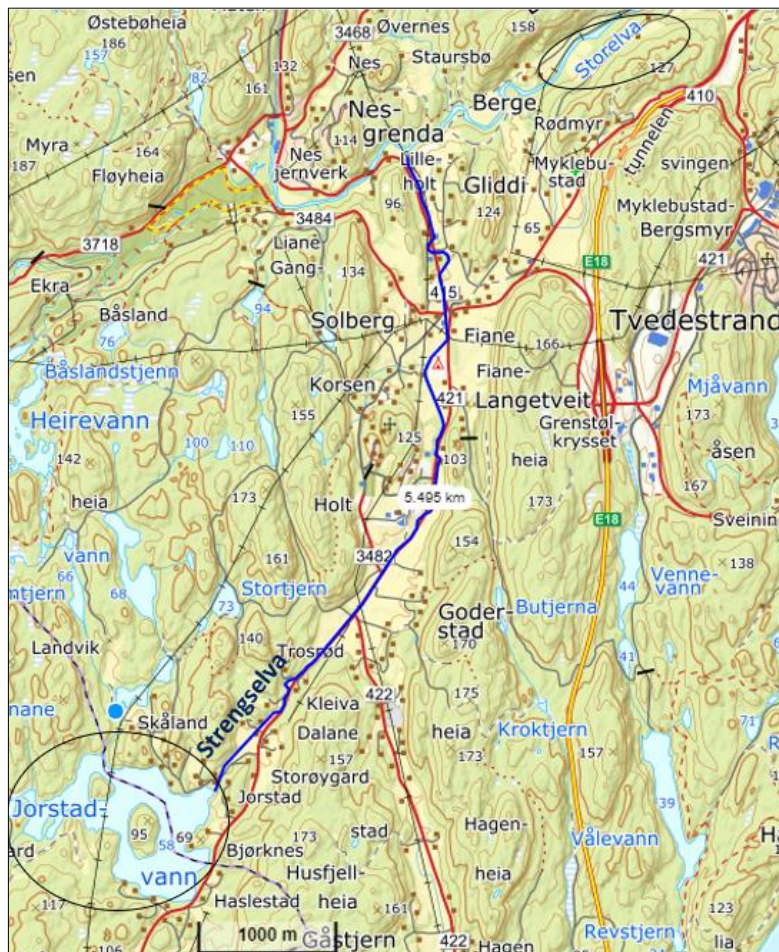 Østebøheia
3468
Øvernes
158
Storelva
186
157
132
Nes
Staursbø
127
82
161
Nes-
grenda
Berge
410
Myra
164
114
Rødmyr
tunnelen
svingen
187
Fløyheia
Nes
jernverk
Lille-
holt
Gliddi
Myklebu
stad
Myklebustad-
Bergsmyr
96
124
3484
65
3718
Liane
Gang-
134
E18
421
Ekra
Båsland
94
415
Solberg
Fiane
Tvedestrand
76
166
Båslandstjenn
Korsen
Fiane-
Mjåvann
155
421
Langetveit
173
Heirevann
100
110
125
Grenstøl-
krysset
142
103
åsen
heia
173
heia
167
Holt
5.495 km
173
vann
E18
Sveinin
161
3482
154
66
68
Stortjern
44
Venne-
vann
138
mtjern
73
Goder-
stad
Butjerna
Landvik
140
Trosrød
170
41
Strengselva
nane
Skåland
Kleiva
422
175
71
Dalane
heia
Kroktjern
157
173
157
Storøygard
Jorstad-
Jorstad
39
95
69
stad
Hagen-
58
173
Vålevann
ard
vann
Bjørknes
heia
Husfjell-
heia
117
Haslestad
161
123
106
1000 m
Gåstjern
422
Hagen
Revstjern
lia